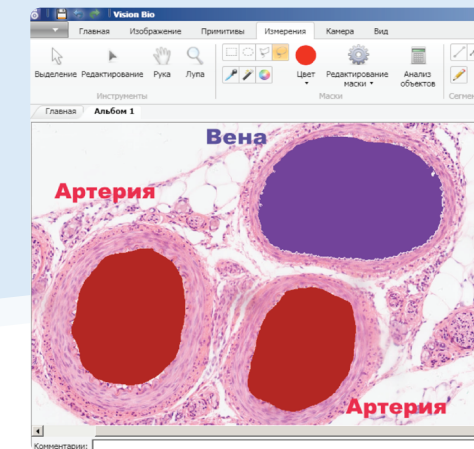 Vision Bio
Главная Изображение Примитивы Измерения Камера Вид
Выделение Редактирование Рука Лупа Цвет Редактирование маски Анализ объектов
Инструменты Маски
Главная Альбом 1
Вена
Артерия
Артерия
Комментарии: